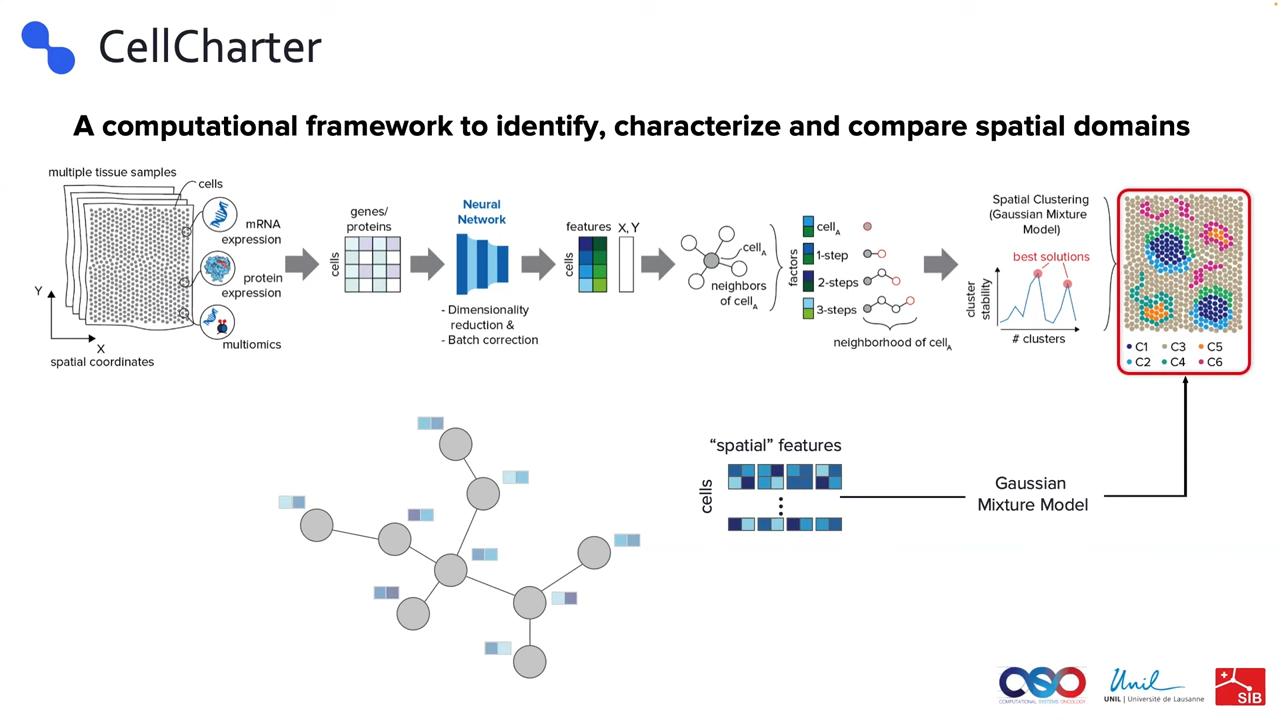 CellCharter
A computational framework to identify, characterize and compare spatial domains
multiple tissue samples
cells
mRNA
expression
protein
expression
multiomics
Y
X
spatial coordinates
genes/
proteins
cells
Neural
Network
- Dimensionality
reduction &
- Batch correction
features
X, Y
cells
cellA
neighbors
of cellA
factors
cellA
1-step
2-steps
3-steps
neighborhood of cellA
Spatial Clustering
(Gaussian Mixture
Model)
best solutions
cluster
stability
# clusters
C1 C3 C5
C2 C4 C6
“spatial” features
cells
Gaussian
Mixture Model
CSO
COMPUTATIONAL SYSTEMS ONCOLOGY
Unil
UNIL | Université de Lausanne
SIB